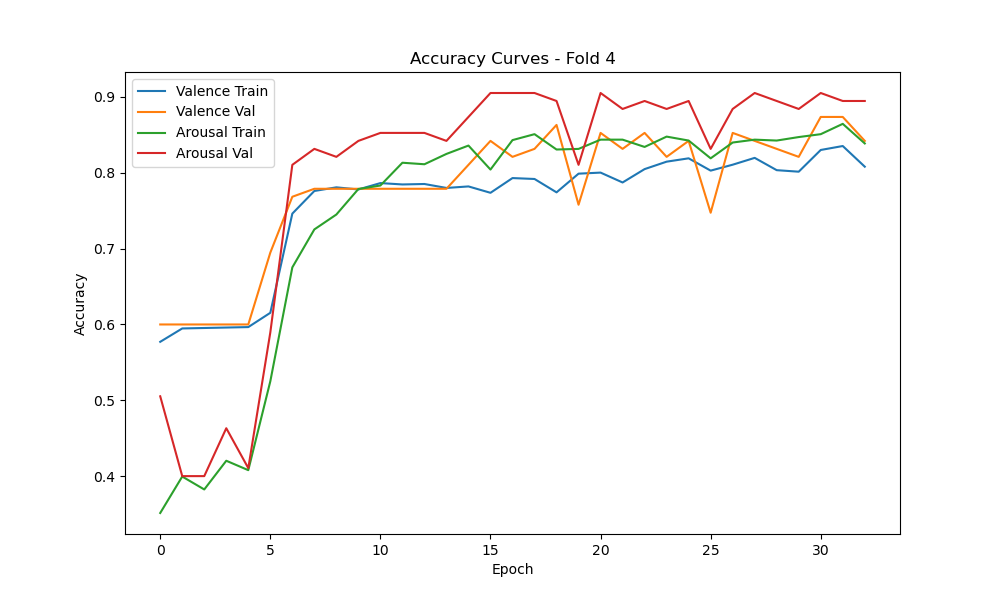 Accuracy Curves - Fold 4
Valence Train
Valence Val
Arousal Train
Arousal Val
0.9
0.8
0.7
0.6
0.5
0.4
Accuracy
0 5 10 15 20 25 30
Epoch